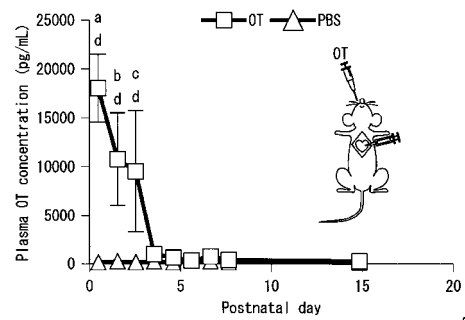 OT PBS
OT
Plasma OT concentration (pg/mL)
25000
20000
15000
10000
5000
0
a
d
b
d
c
d
0 5 10 15 20
Postnatal day